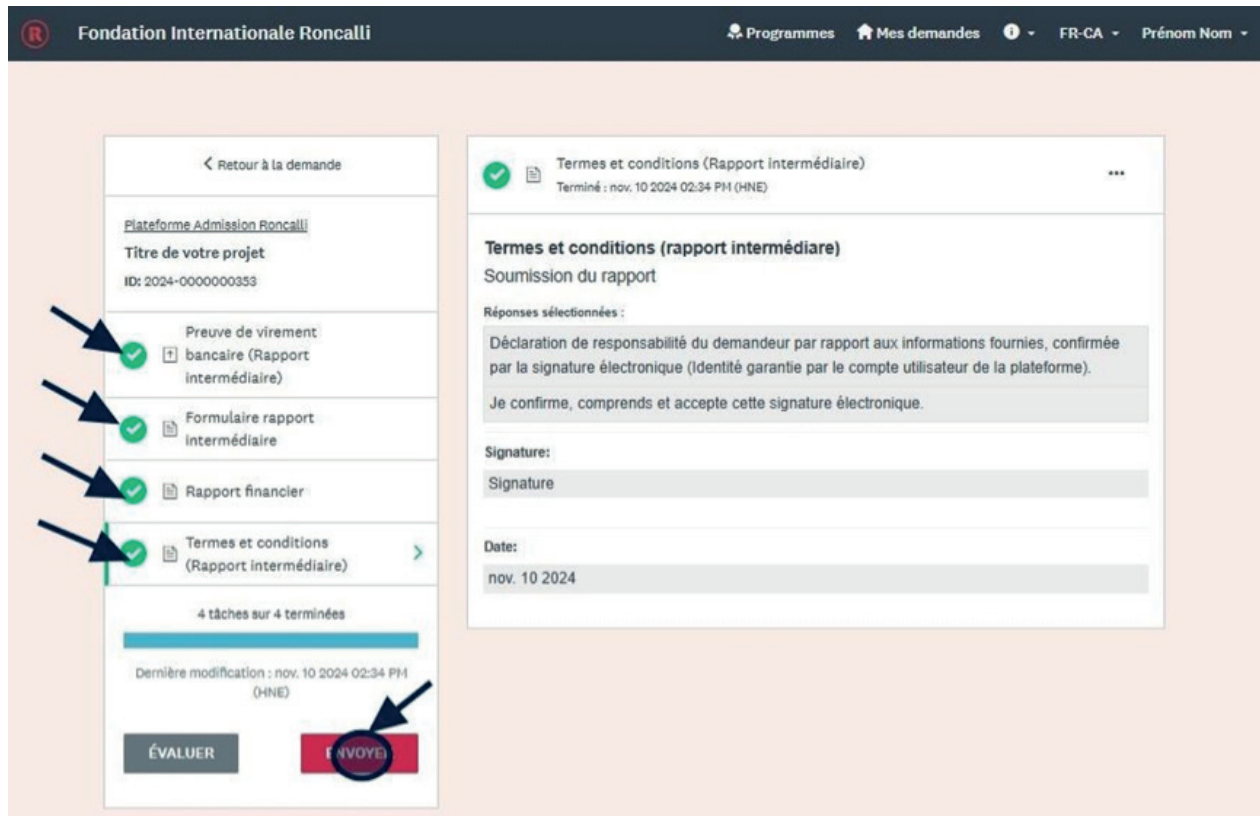 R
Fondation Internationale Roncalli
Programmes
Mes demandes
FR-CA
Prénom Nom
Retour à la demande
Plateforme Admission Roncalli
Titre de votre projet
ID: 2024-0000000353
Preuve de virement
bancaire (Rapport
intermédiaire)
Formulaire rapport
intermédiaire
Rapport financier
Termes et conditions
(Rapport intermédiaire)
4 tâches sur 4 terminées
Dernière modification : nov. 10 2024 02:34 PM
(HNE)
ÉVALUER
ENVOYER
Termes et conditions (Rapport intermédiaire)
Terminé : nov. 10 2024 02:34 PM (HNE)
Termes et conditions (rapport intermédiare)
Soumission du rapport
Réponses sélectionnées :
Déclaration de responsabilité du demandeur par rapport aux informations fournies, confirmée
par la signature électronique (Identité garantie par le compte utilisateur de la plateforme).
Je confirme, comprends et accepte cette signature électronique.
Signature:
Signature
Date:
nov. 10 2024